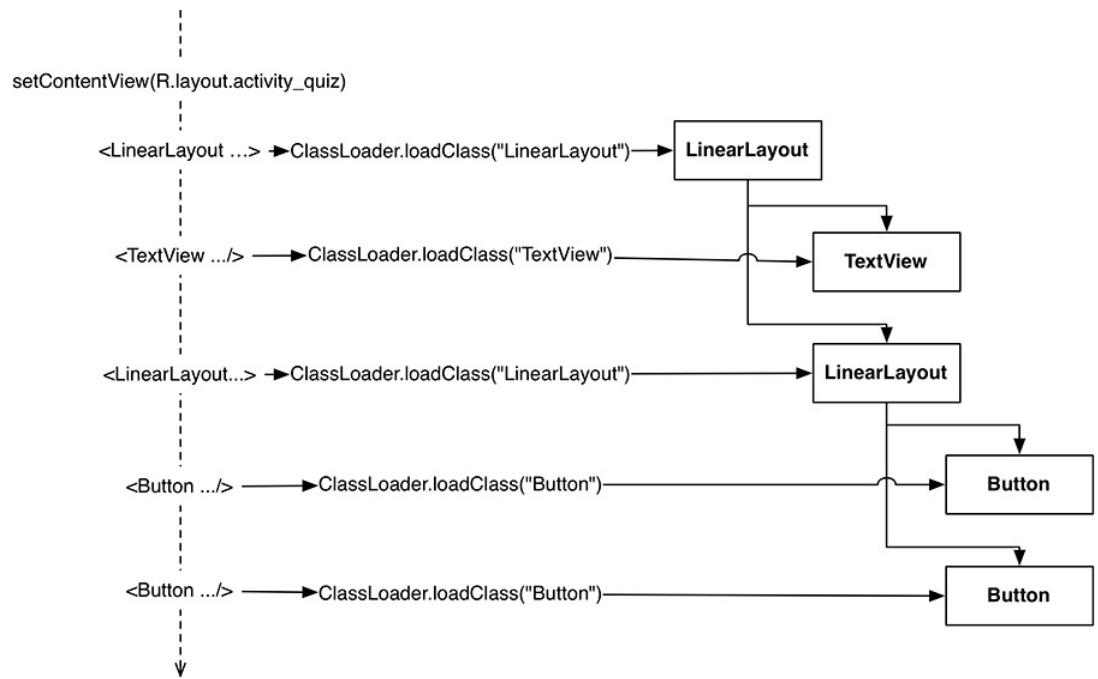 setContentView(R.layout.activity_quiz)
<LinearLayout ...> ClassLoader.loadClass("LinearLayout") LinearLayout
<TextView .../> ClassLoader.loadClass("TextView") TextView
<LinearLayout...> ClassLoader.loadClass("LinearLayout") LinearLayout
<Button .../> ClassLoader.loadClass("Button") Button
<Button .../> ClassLoader.loadClass("Button") Button